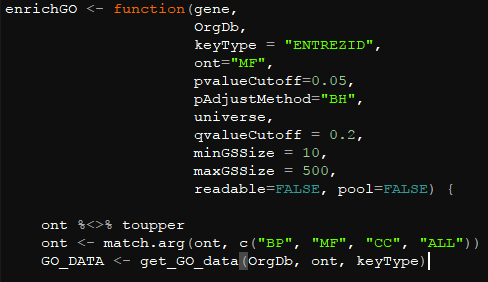 enrichGO <- function(gene,
                     OrgDb,
                     keyType = "ENTREZID",
                     ont="MF",
                     pvalueCutoff=0.05,
                     pAdjustMethod="BH",
                     universe,
                     qvalueCutoff = 0.2,
                     minGSSize = 10,
                     maxGSSize = 500,
                     readable=FALSE, pool=FALSE) {
    ont %<>% toupper
    ont <- match.arg(ont, c("BP", "MF", "CC", "ALL"))
    GO_DATA <- get_GO_data(OrgDb, ont, keyType)